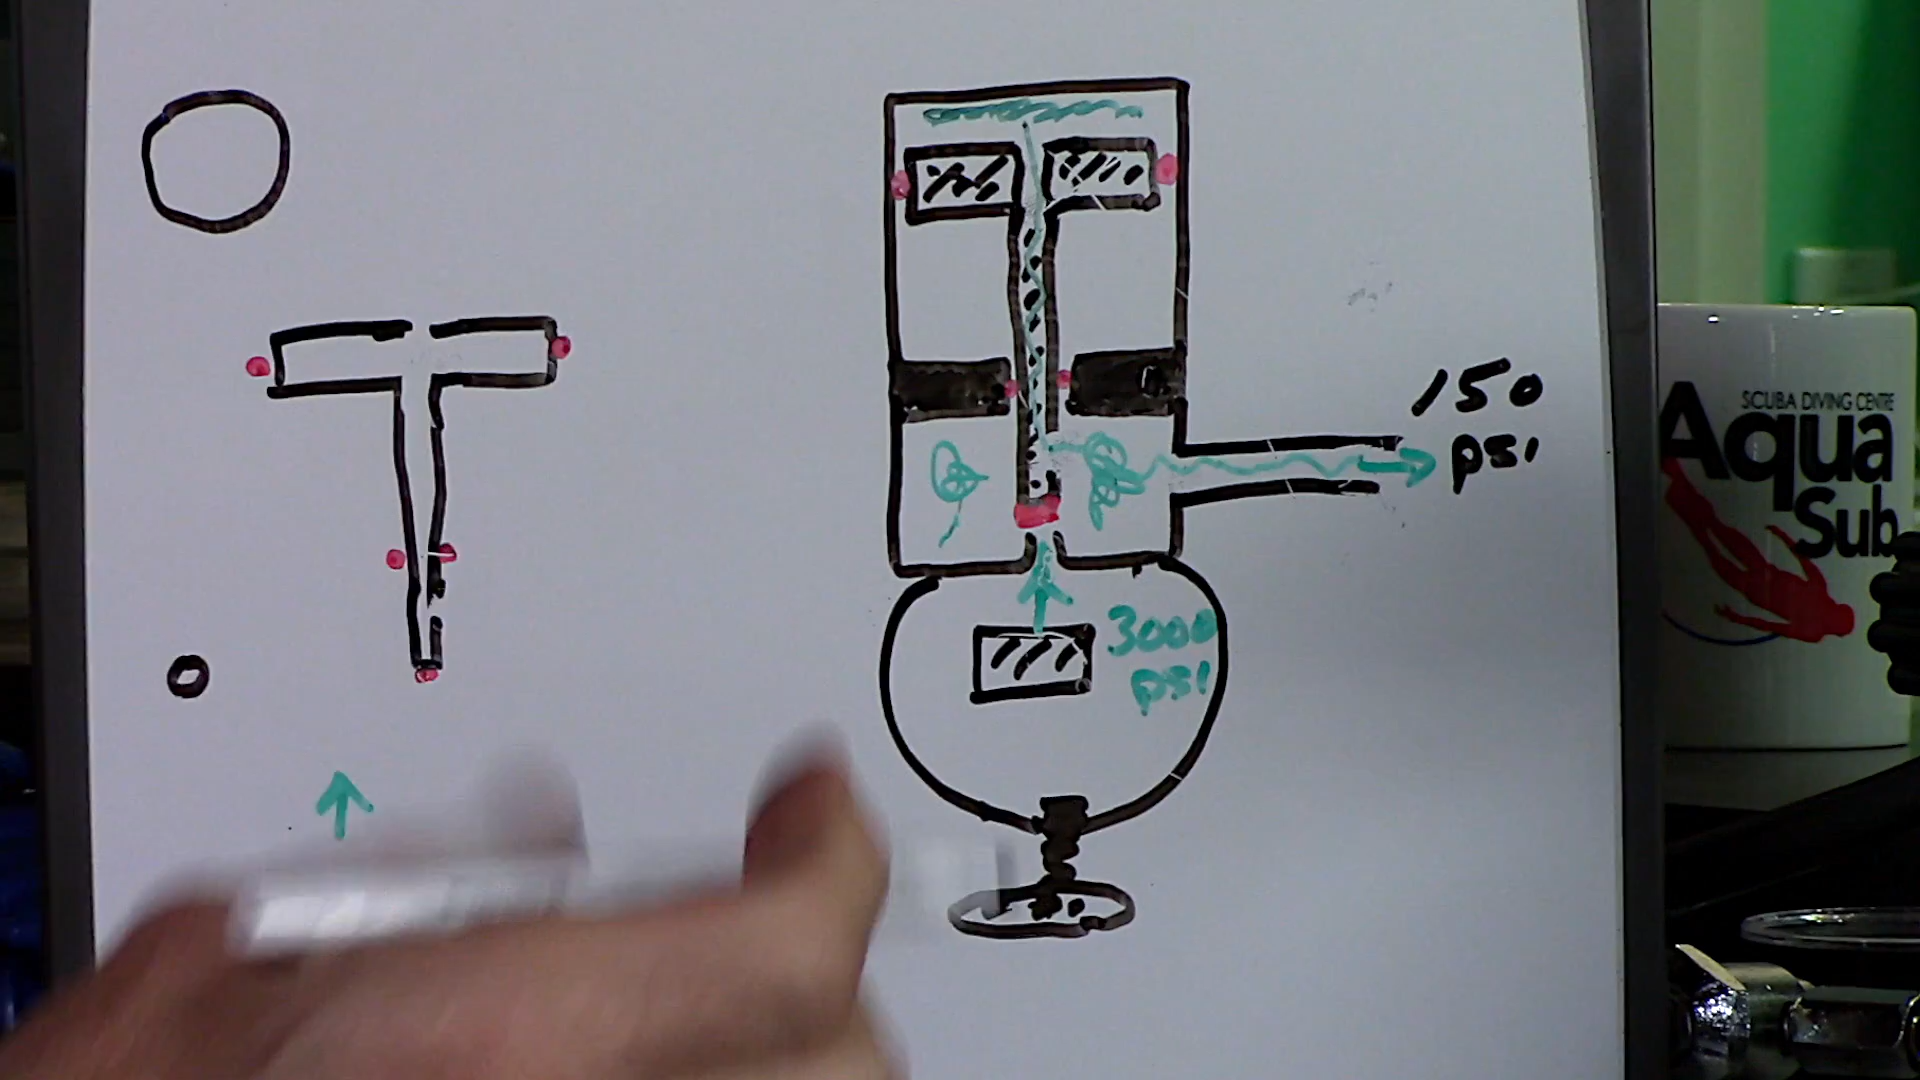 150
psi
3000
psi
SCUBA DIVING CENTRE
Aqua
Sub